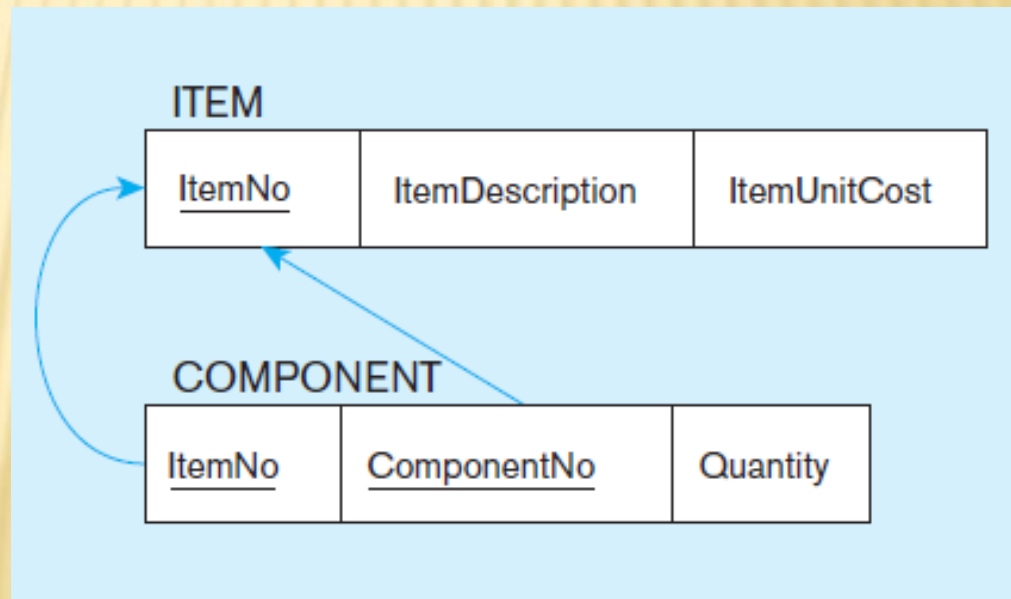 ITEM
ItemNo ItemDescription ItemUnitCost
COMPONENT
ItemNo ComponentNo Quantity